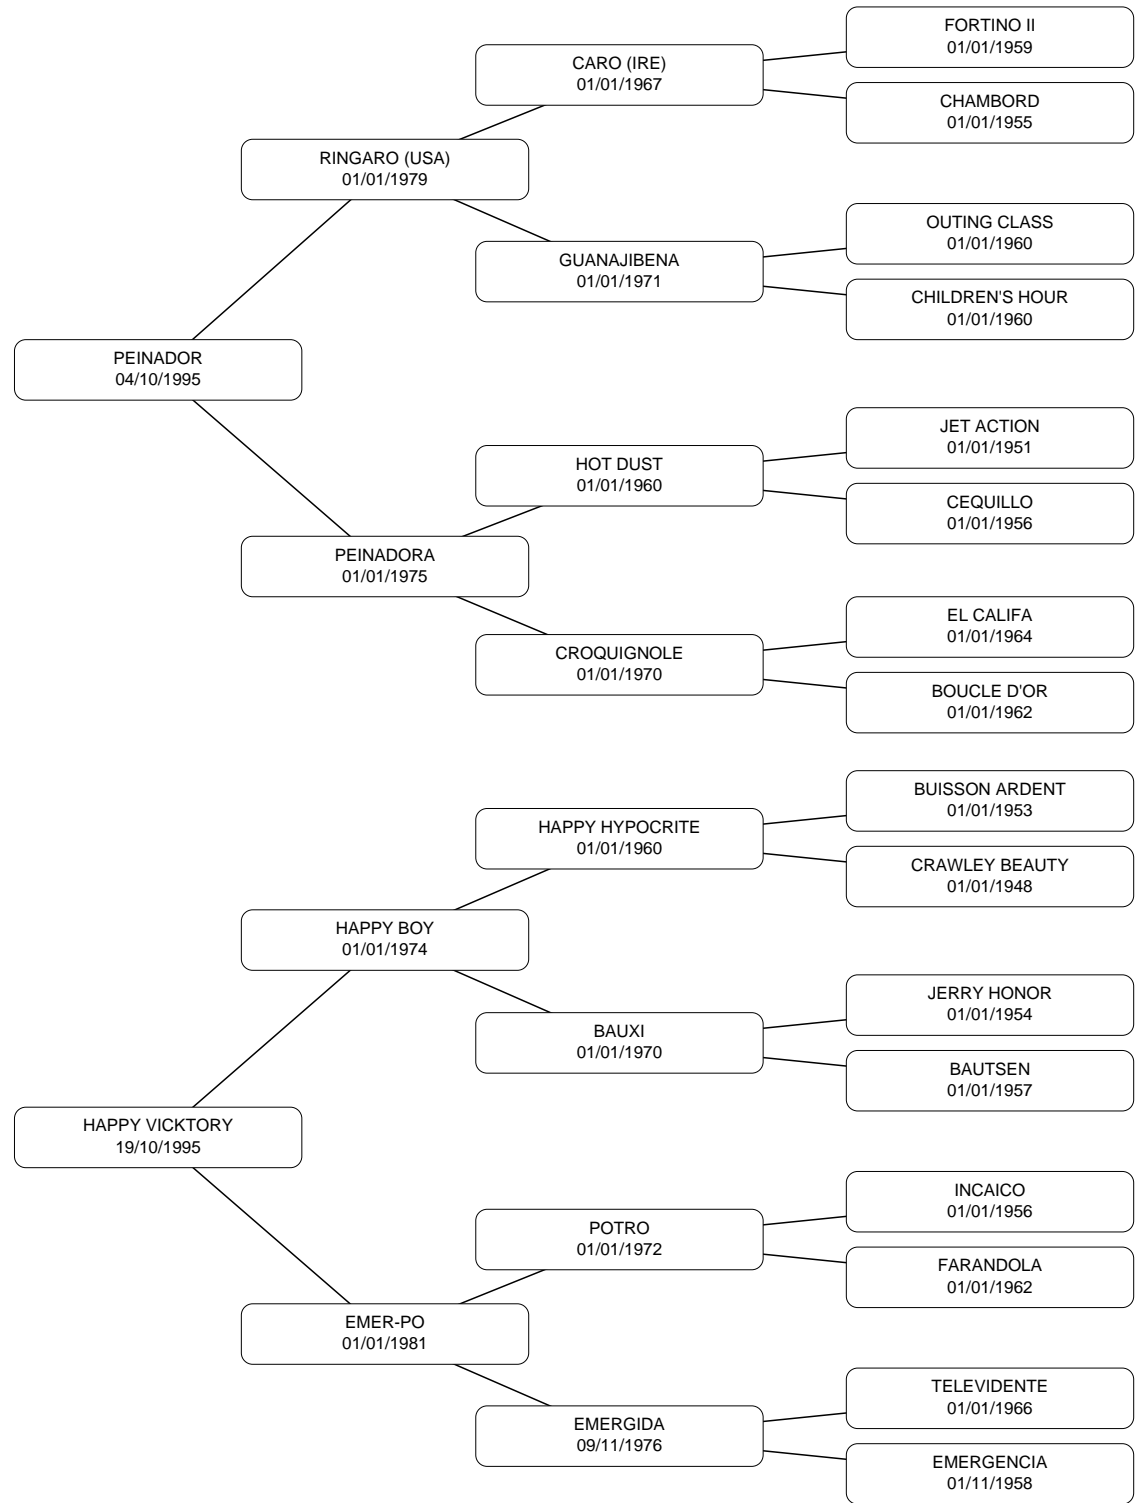 FORTINO II
01/01/1959
CARO (IRE)
01/01/1967
CHAMBORD
01/01/1955
RINGARO (USA)
01/01/1979
OUTING CLASS
01/01/1960
GUANAJIBENA
01/01/1971
CHILDREN'S HOUR
01/01/1960
PEINADOR
04/10/1995
JET ACTION
01/01/1951
HOT DUST
01/01/1960
CEQUILLO
01/01/1956
PEINADORA
01/01/1975
EL CALIFA
01/01/1964
CROQUIGNOLE
01/01/1970
BOUCLE D'OR
01/01/1962
BUISSON ARDENT
01/01/1953
HAPPY HYPOCRITE
01/01/1960
CRAWLEY BEAUTY
01/01/1948
HAPPY BOY
01/01/1974
JERRY HONOR
01/01/1954
BAUXI
01/01/1970
BAUTSEN
01/01/1957
HAPPY VICKTORY
19/10/1995
INCAICO
01/01/1956
POTRO
01/01/1972
FARANDOLA
01/01/1962
EMER-PO
01/01/1981
TELEVIDENTE
01/01/1966
EMERGIDA
09/11/1976
EMERGENCIA
01/11/1958